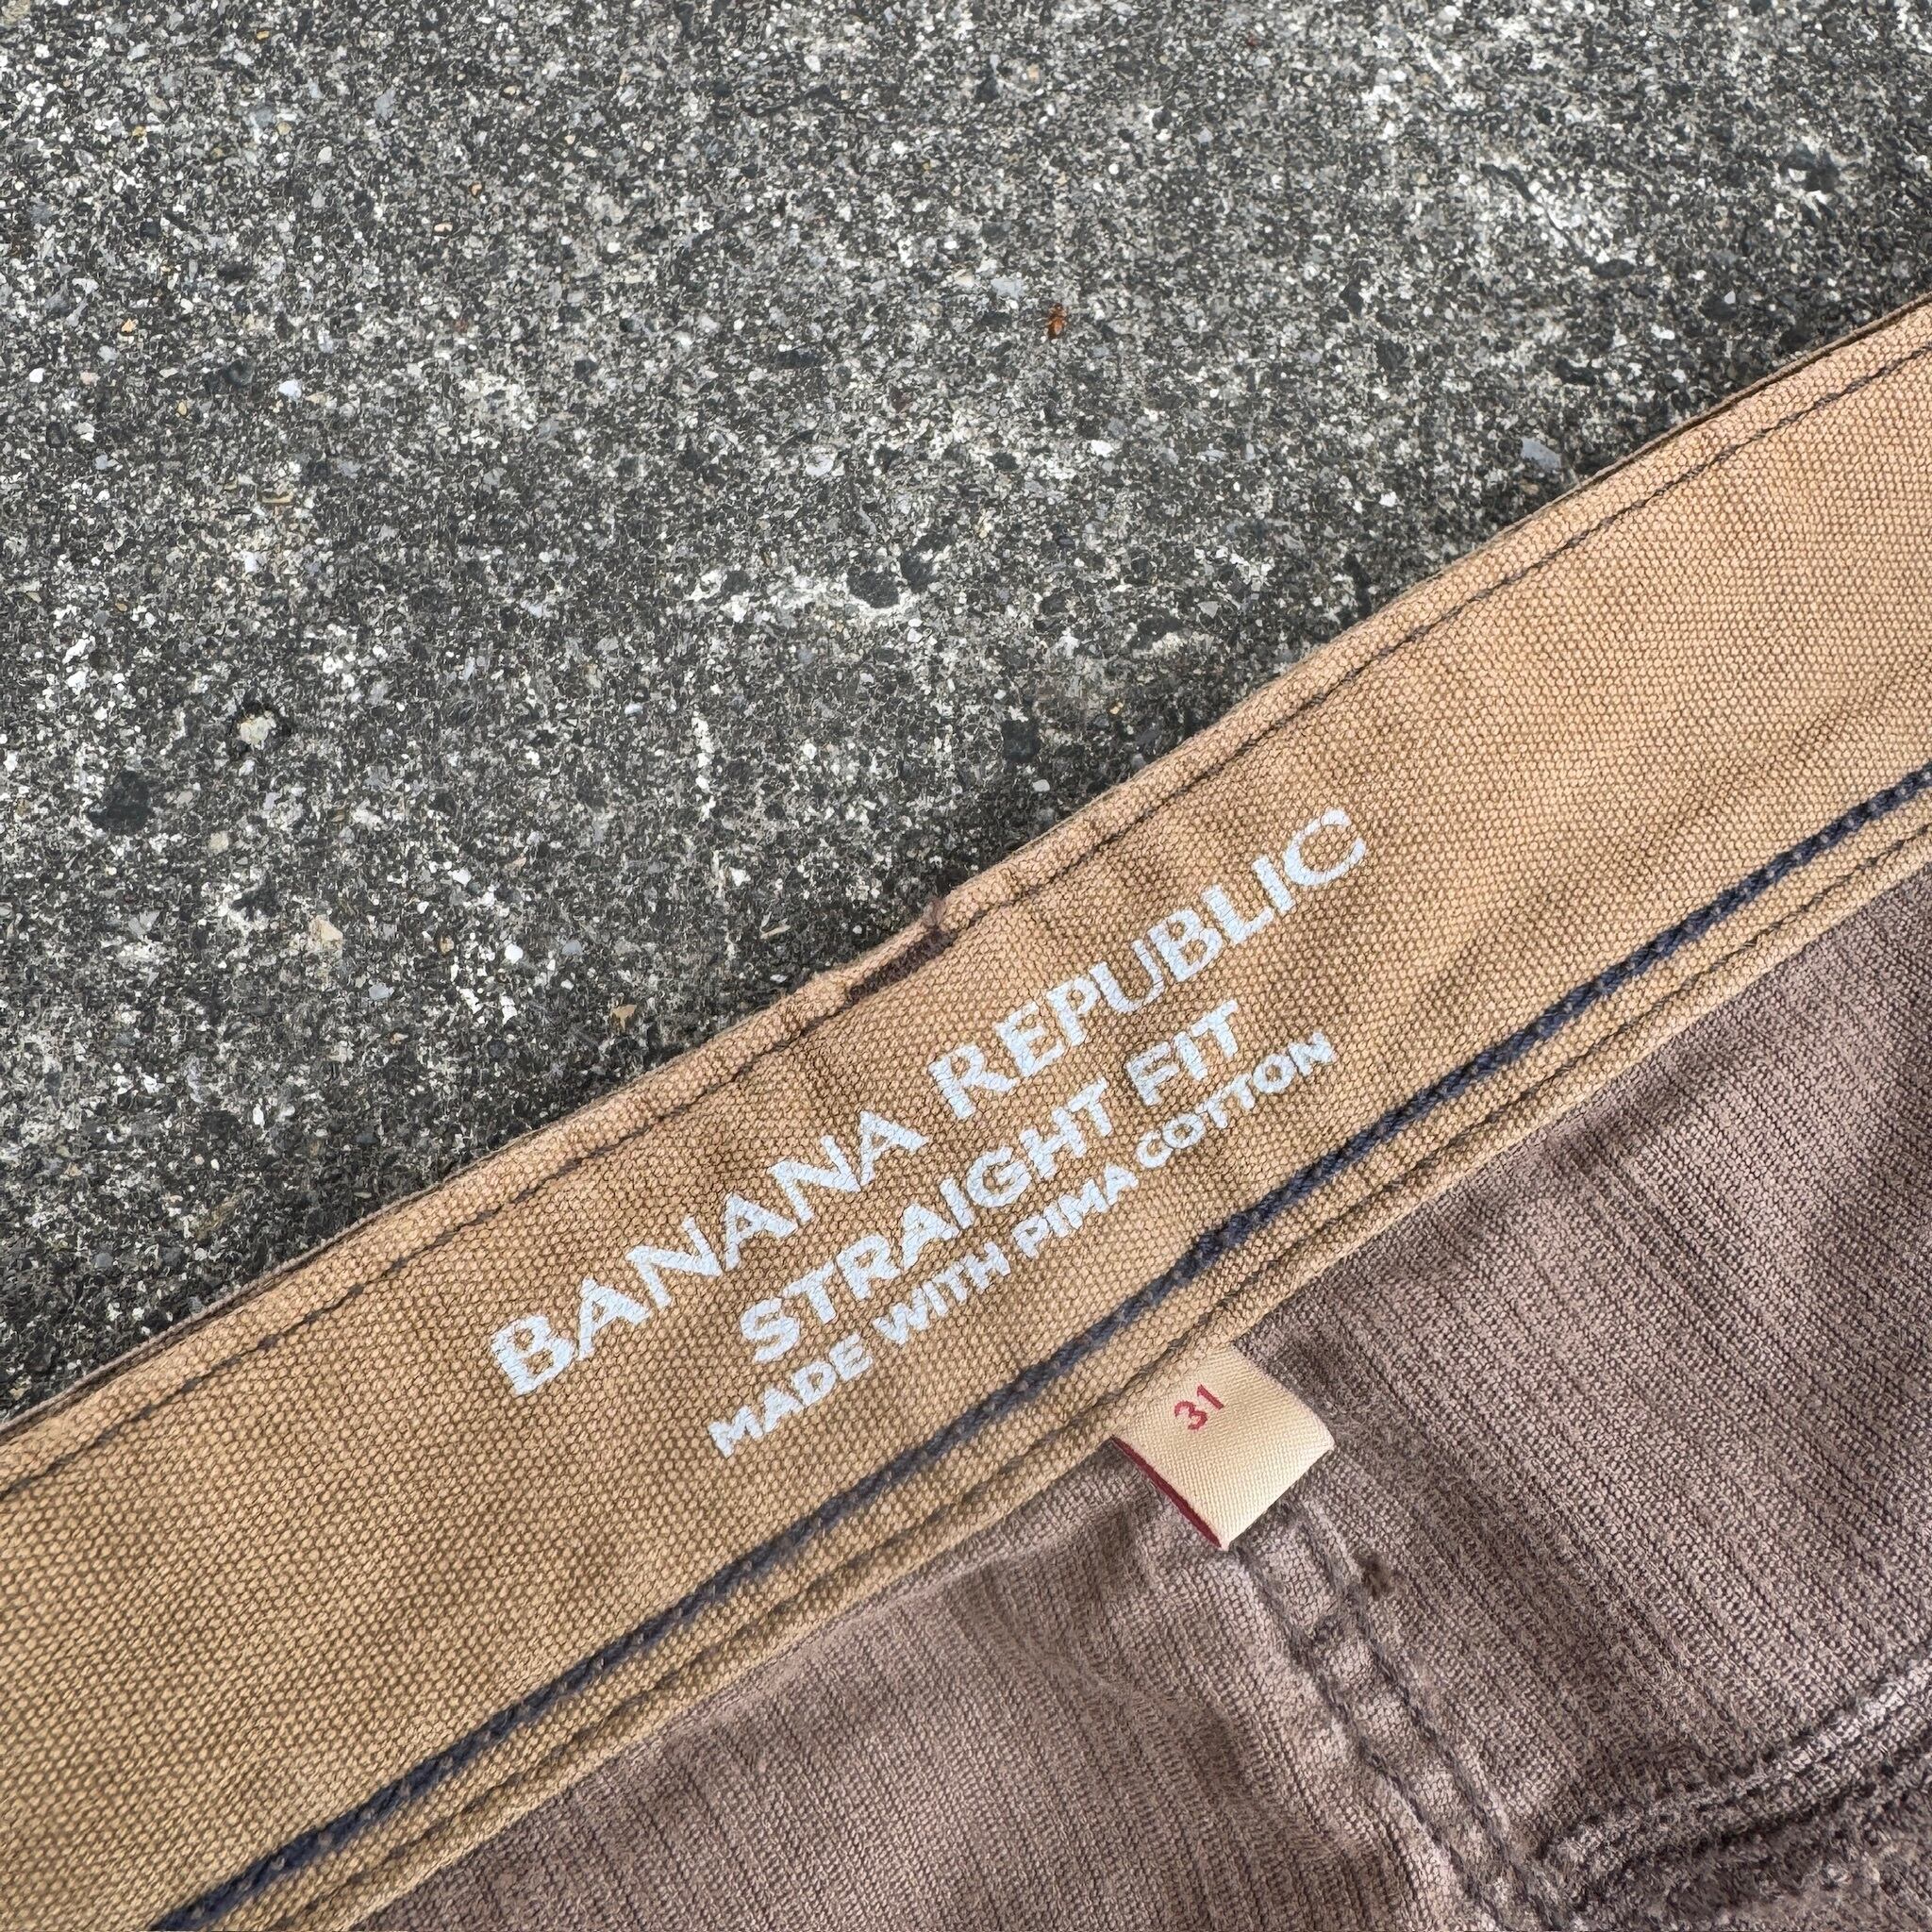 BANANA REPUBLIC
STRAIGHT FIT
MADE WITH PIMA COTTON
31